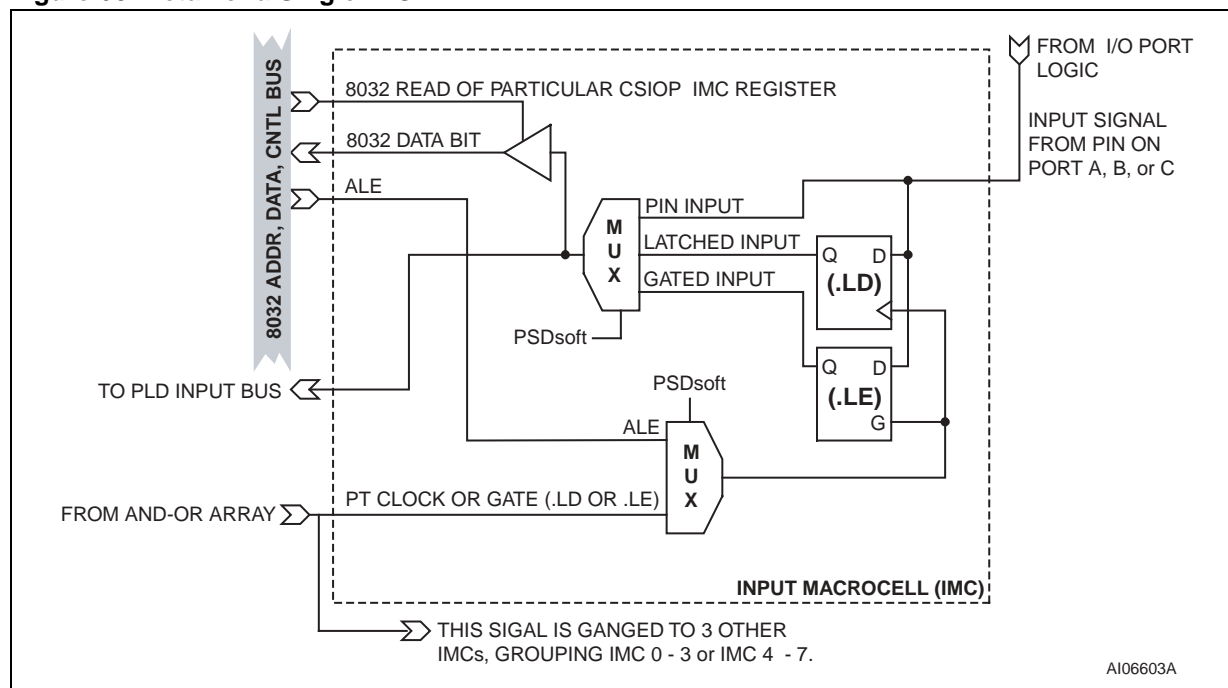 8032 ADDR, DATA, CNTL BUS
8032 READ OF PARTICULAR CSIOP IMC REGISTER
8032 DATA BIT
ALE
FROM I/O PORT
LOGIC
INPUT SIGNAL
FROM PIN ON
PORT A, B, or C
MUX
PIN INPUT
LATCHED INPUT
GATED INPUT
Q D
(.LD)
PSDsoft
Q D
(.LE)
G
TO PLD INPUT BUS
PSDsoft
ALE
MUX
PT CLOCK OR GATE (.LD OR .LE)
FROM AND-OR ARRAY
INPUT MACROCELL (IMC)
THIS SIGAL IS GANGED TO 3 OTHER
IMCs, GROUPING IMC 0 - 3 or IMC 4 - 7.
AI06603A